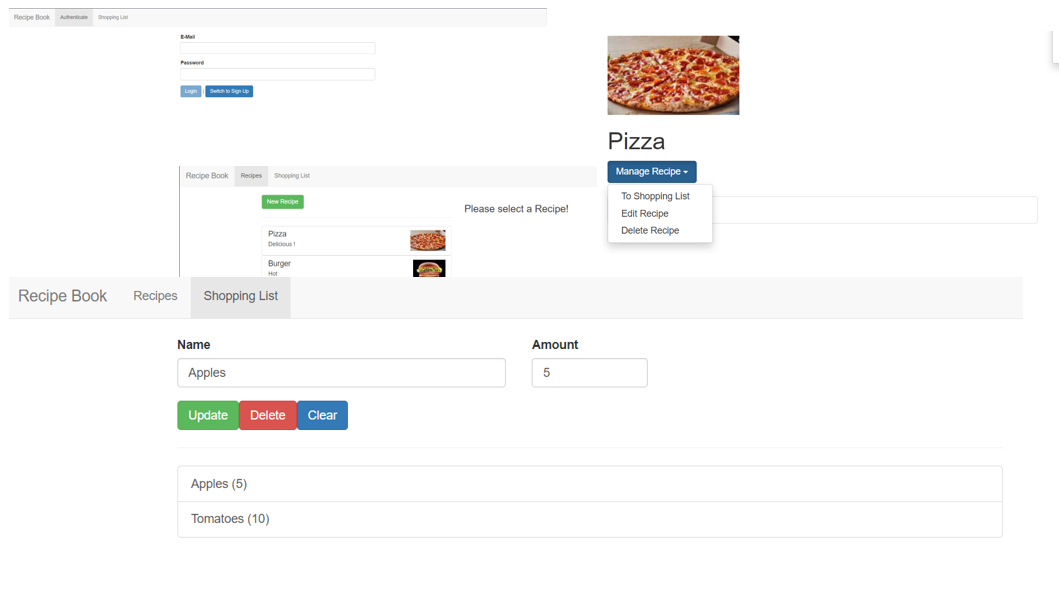 Recipe Book Authenticate Shopping List
E-Mail
Password
Login | Switch to Sign Up
Pizza
Manage Recipe
To Shopping List
Edit Recipe
Delete Recipe
Recipe Book Recipes Shopping List
New Recipe
Please select a Recipe!
Pizza
Delicious !
Burger
Hot
Recipe Book Recipes Shopping List
Name Amount
Apples 5
Update Delete Clear
Apples (5)
Tomatoes (10)